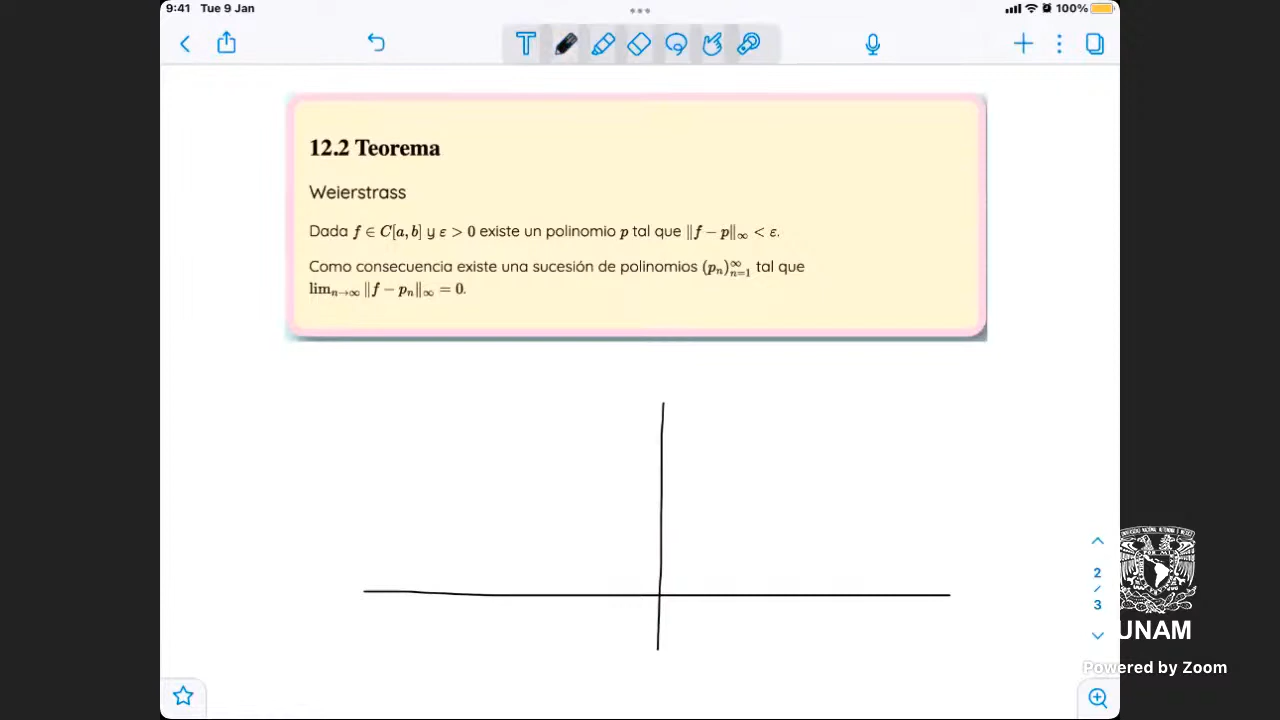 9:41 Tue 9 Jan
100%
12.2 Teorema
Weierstrass
Dada f ∈ C[a, b] y ε > 0 existe un polinomio p tal que ‖f − p‖∞ < ε.
Como consecuencia existe una sucesión de polinomios (pₙ)∞ₙ₌₁ tal que
limₙ→∞ ‖f − pₙ‖∞ = 0.
2
3
UNAM
Powered by Zoom